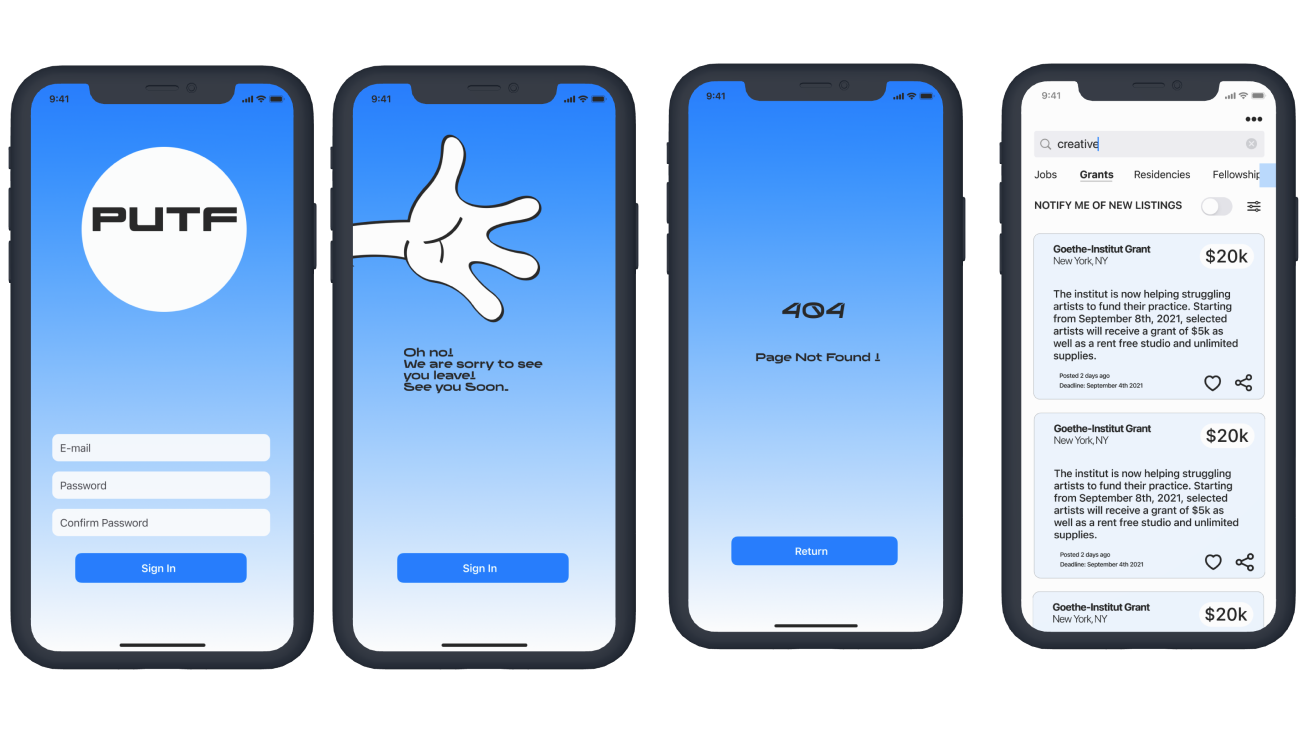 9:41
PUTF
E-mail
Password
Confirm Password
Sign In
9:41
Oh no!
We are sorry to see
you leave!
See you Soon..
Sign In
9:41
404
Page Not Found !
Return
9:41
creative
Jobs Grants Residencies Fellowship
NOTIFY ME OF NEW LISTINGS
Goethe-Institut Grant
New York, NY
$20k
The institut is now helping struggling
artists to fund their practice. Starting
from September 8th, 2021, selected
artists will receive a grant of $5k as
well as a rent free studio and unlimited
supplies.
Posted 2 days ago
Deadline: September 4th 2021
Goethe-Institut Grant
New York, NY
$20k
The institut is now helping struggling
artists to fund their practice. Starting
from September 8th, 2021, selected
artists will receive a grant of $5k as
well as a rent free studio and unlimited
supplies.
Posted 2 days ago
Deadline: September 4th 2021
Goethe-Institut Grant
New York, NY
$20k